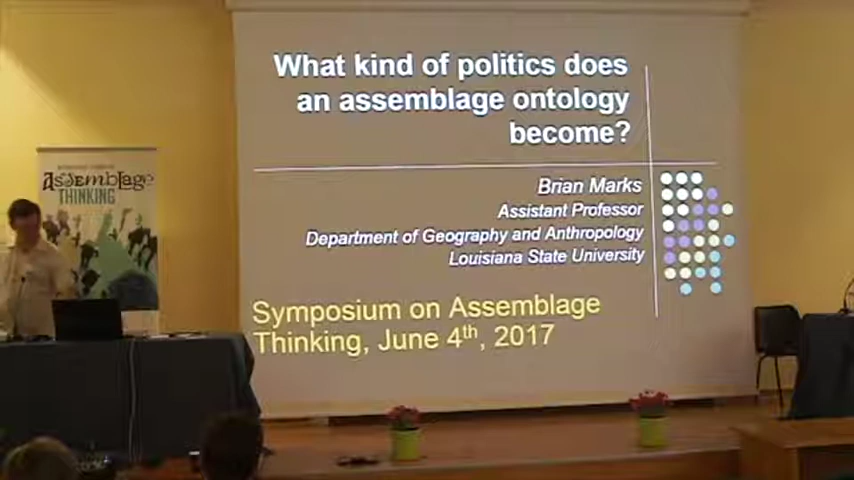 What kind of politics does
an assemblage ontology
become?
Brian Marks
Assistant Professor
Department of Geography and Anthropology
Louisiana State University
Symposium on Assemblage
Thinking, June 4th, 2017
Assemblage
THINKING